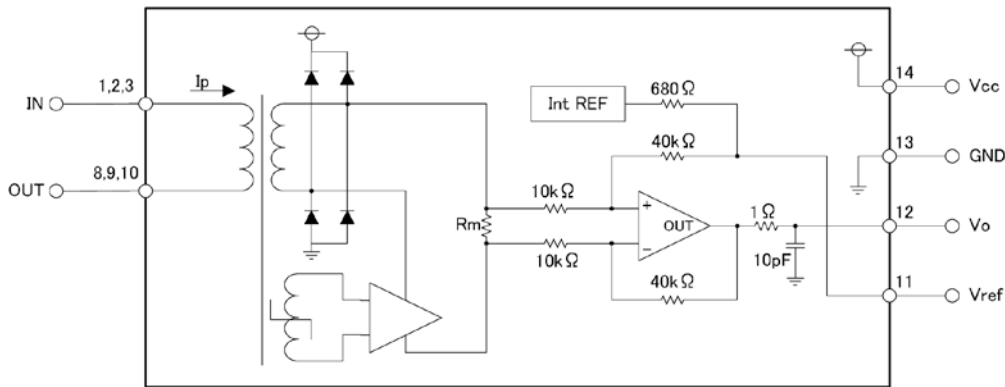 IN
1,2,3
Ip
8,9,10
OUT
Int REF
680Ω
40kΩ
10kΩ
+
Rm
OUT
−
10kΩ
40kΩ
1Ω
10pF
14
Vcc
13
GND
12
Vo
11
Vref